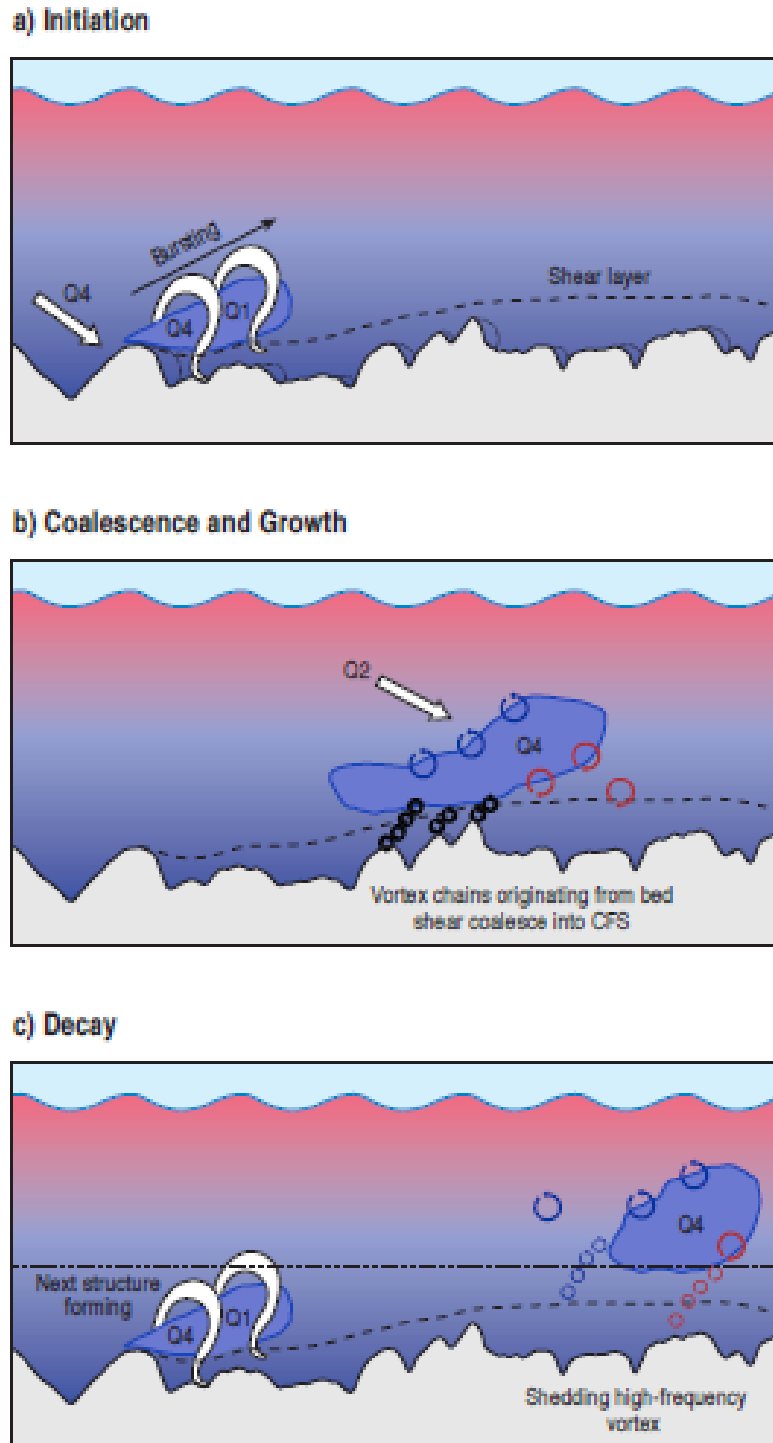 a) Initiation
Bursting
Q4
Shear layer
Q4
Q1
b) Coalescence and Growth
Q2
Q4
Vortex chains originating from bed
shear coalesce into CFS
c) Decay
Q4
Next structure
forming
Q1
Q4
Shedding high-frequency
vortex